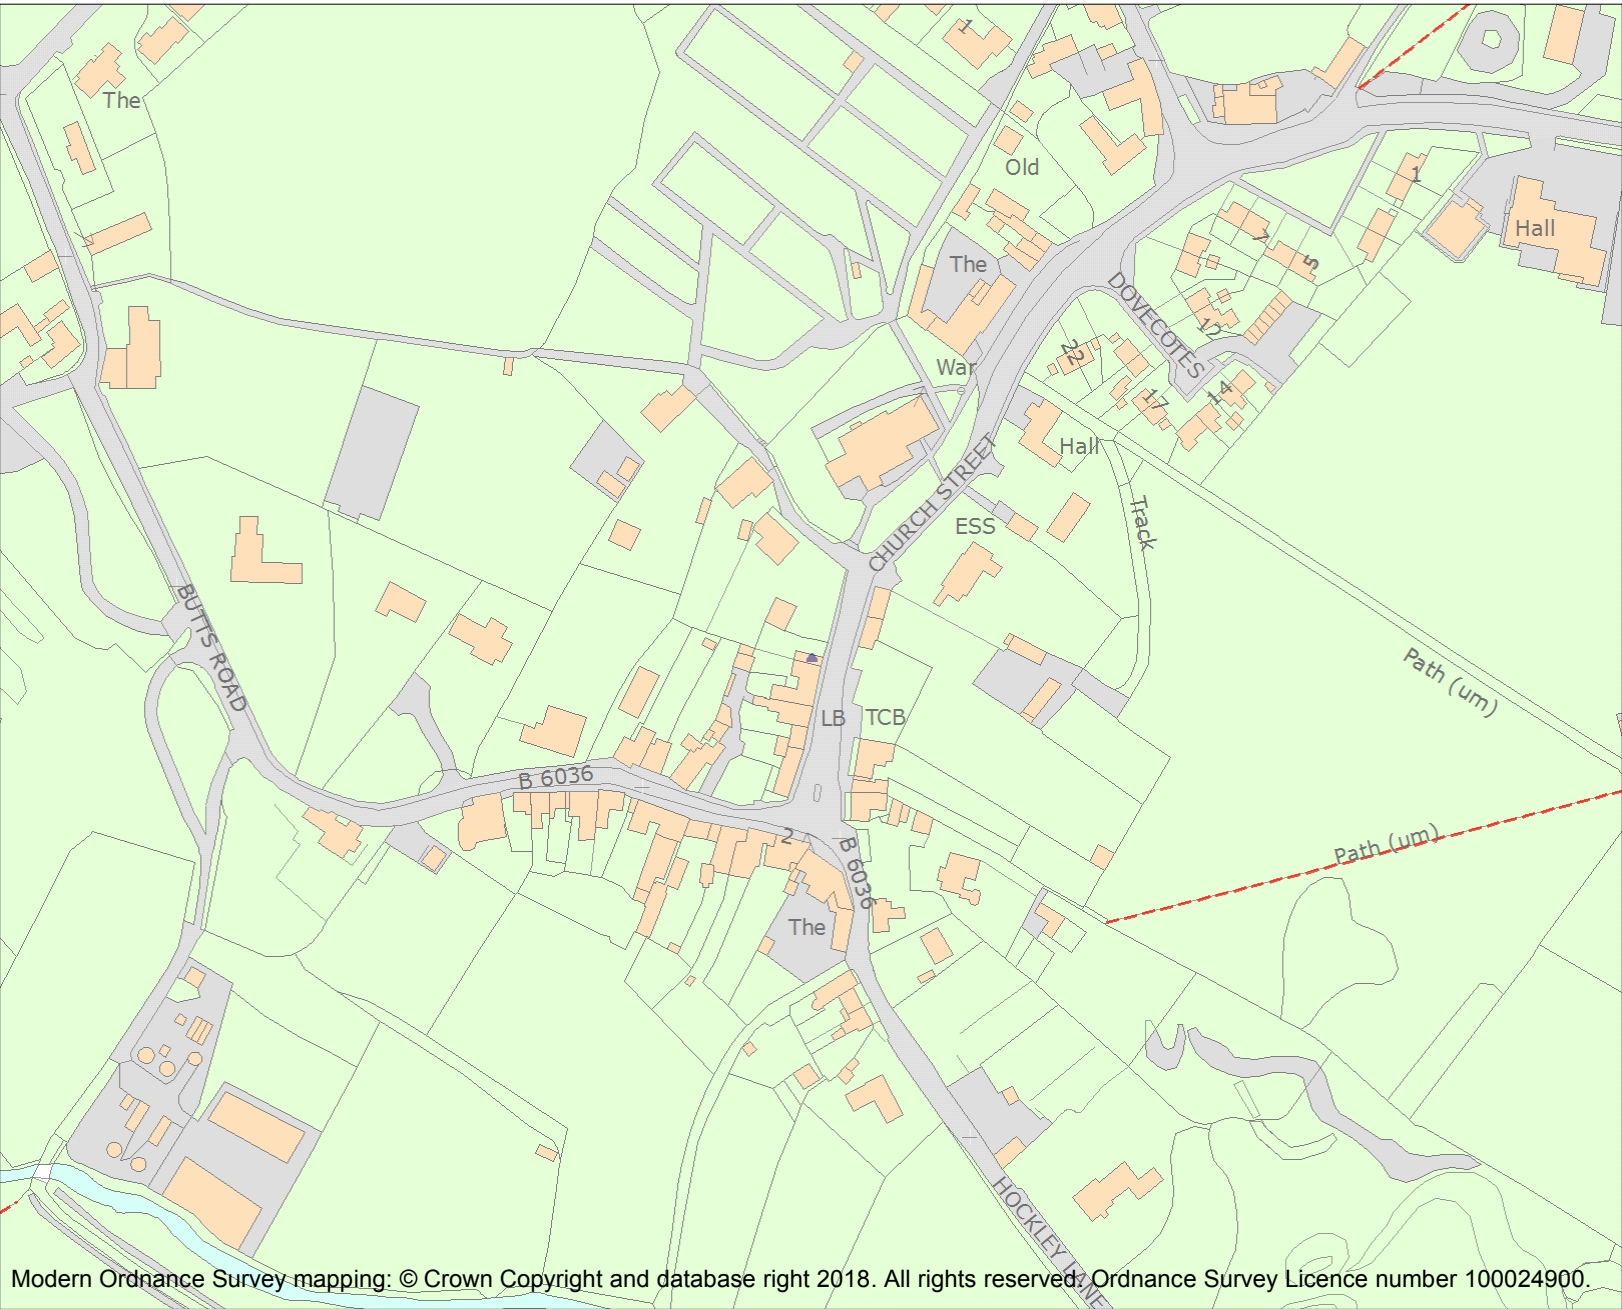 1
The
Old
1
Hall
7
The
5
DOVECOTES
12
War
22
14
17
Hall
CHURCH STREET
ESS
Track
BUTTS ROAD
Path (um)
LB
TCB
B 6036
2
Path (um)
B 6036
The
HOCKLEY LANE
Modern Ordnance Survey mapping: © Crown Copyright and database right 2018. All rights reserved. Ordnance Survey Licence number 100024900.